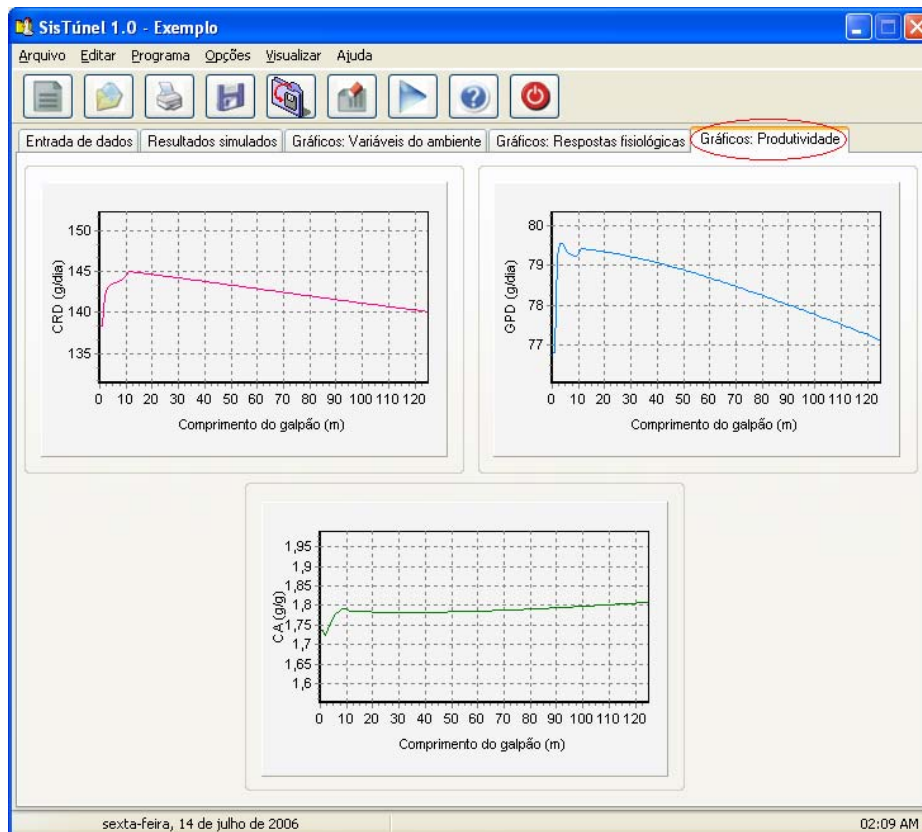 SisTúnel 1.0 - Exemplo
Arquivo Editar Programa Opções Visualizar Ajuda
Entrada de dados Resultados simulados Gráficos: Variáveis do ambiente Gráficos: Respostas fisiológicas Gráficos: Produtividade
CRD (g/dia)
150
145
140
135
0 10 20 30 40 50 60 70 80 90 100 110 120
Comprimento do galpão (m)
GPD (g/dia)
80
79
78
77
0 10 20 30 40 50 60 70 80 90 100 110 120
Comprimento do galpão (m)
CA (g/g)
1,95
1,9
1,85
1,8
1,75
1,7
1,65
1,6
0 10 20 30 40 50 60 70 80 90 100 110 120
Comprimento do galpão (m)
sexta-feira, 14 de julho de 2006
02:09 AM